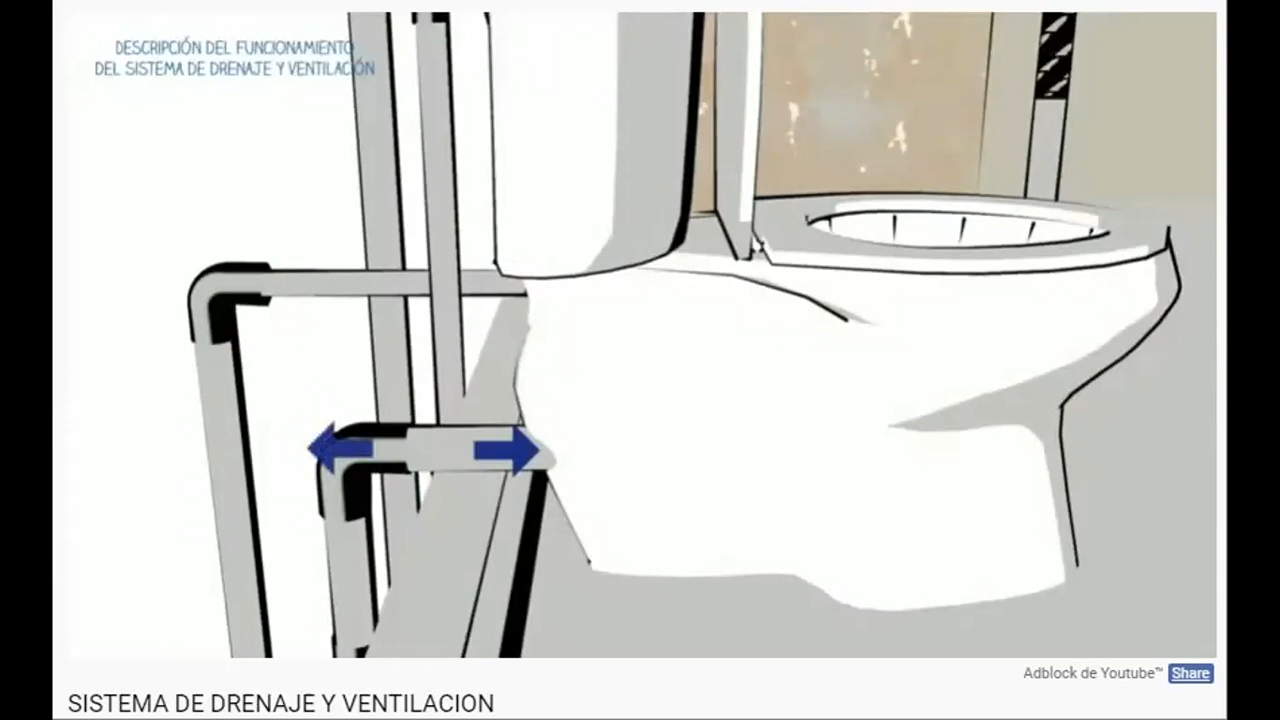 DESCRIPCIÓN DEL FUNCIONAMIENTO
DEL SISTEMA DE DRENAJE Y VENTILACIÓN
Adblock de Youtube™ Share
SISTEMA DE DRENAJE Y VENTILACION